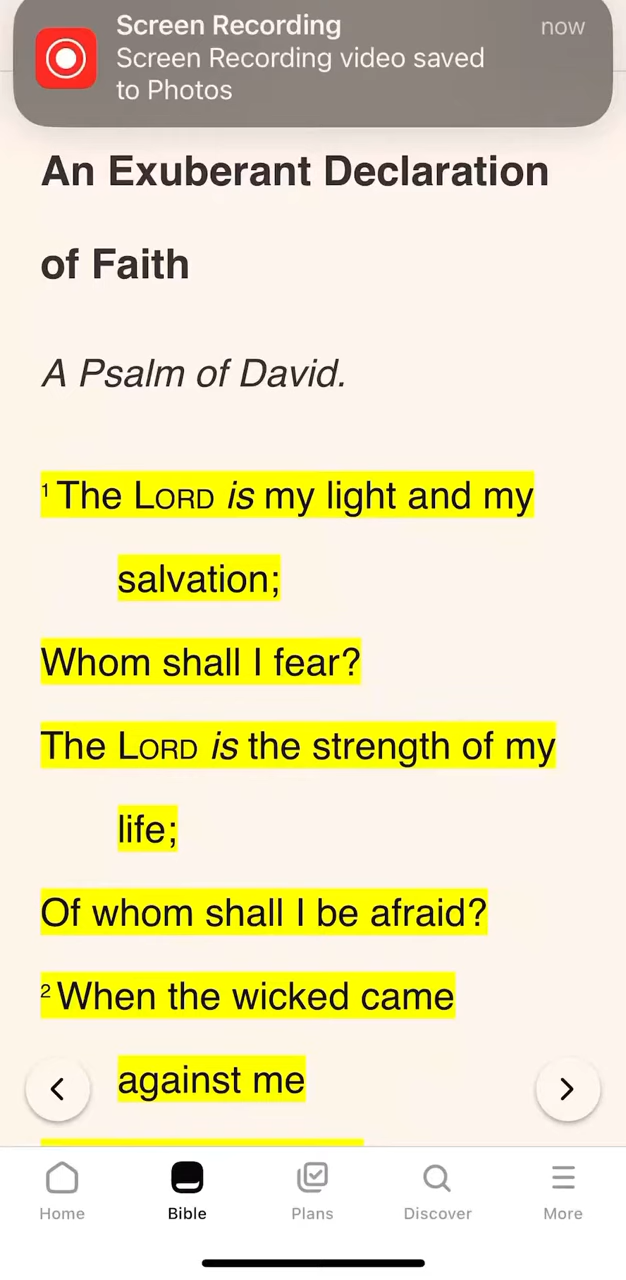 Screen Recording
now
Screen Recording video saved
to Photos
An Exuberant Declaration
of Faith
A Psalm of David.
1 The LORD is my light and my
salvation;
Whom shall I fear?
The LORD is the strength of my
life;
Of whom shall I be afraid?
2 When the wicked came
against me
Home
Bible
Plans
Discover
More